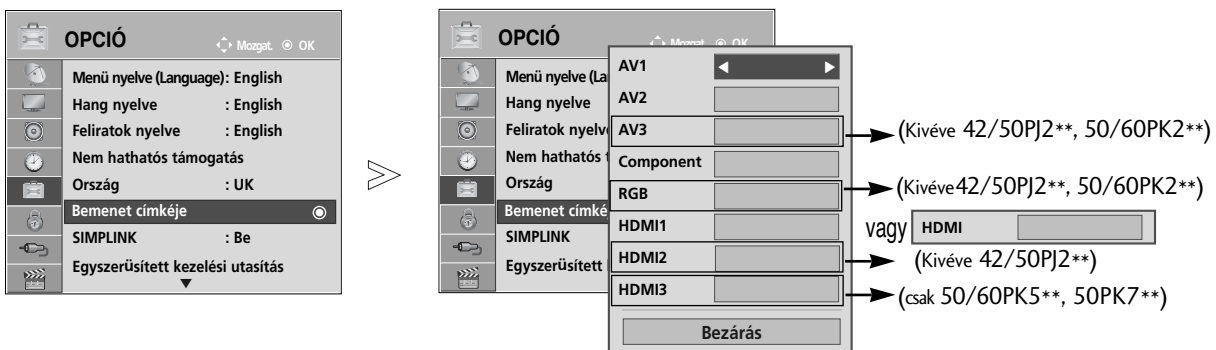 OPCIÓ
Mozgat. OK
Menü nyelve (Language): English
Hang nyelve : English
Feliratok nyelve : English
Nem hathatós támogatás
Ország : UK
Bemenet címkéje
SIMPLINK : Be
Egyszerüsített kezelési utasítás
OPCIÓ
Mozgat. OK
Menü nyelve (La
Hang nyelve
Feliratok nyelv
Nem hathatós t
Ország
Bemenet címké
SIMPLINK
Egyszerüsített
AV1
AV2
AV3
Component
RGB
HDMI1
HDMI2
HDMI3
Bezárás
(Kivéve 42/50PJ2**, 50/60PK2**)
(Kivéve42/50PJ2**, 50/60PK2**)
vagy HDMI
(Kivéve 42/50PJ2**)
(csak 50/60PK5**, 50PK7**)